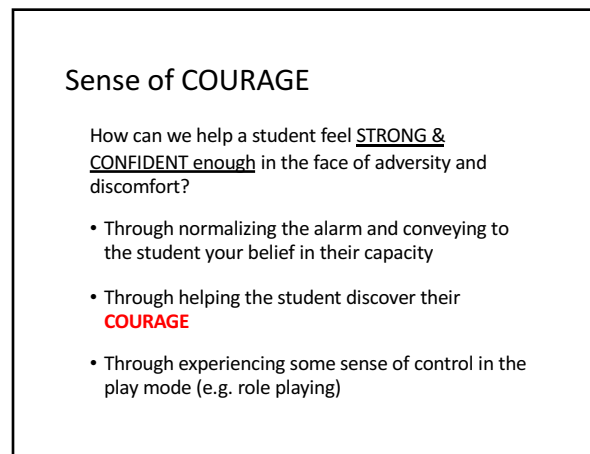 Sense of COURAGE
How can we help a student feel STRONG &
CONFIDENT enough in the face of adversity and
discomfort?
• Through normalizing the alarm and conveying to
the student your belief in their capacity
• Through helping the student discover their
COURAGE
• Through experiencing some sense of control in the
play mode (e.g. role playing)